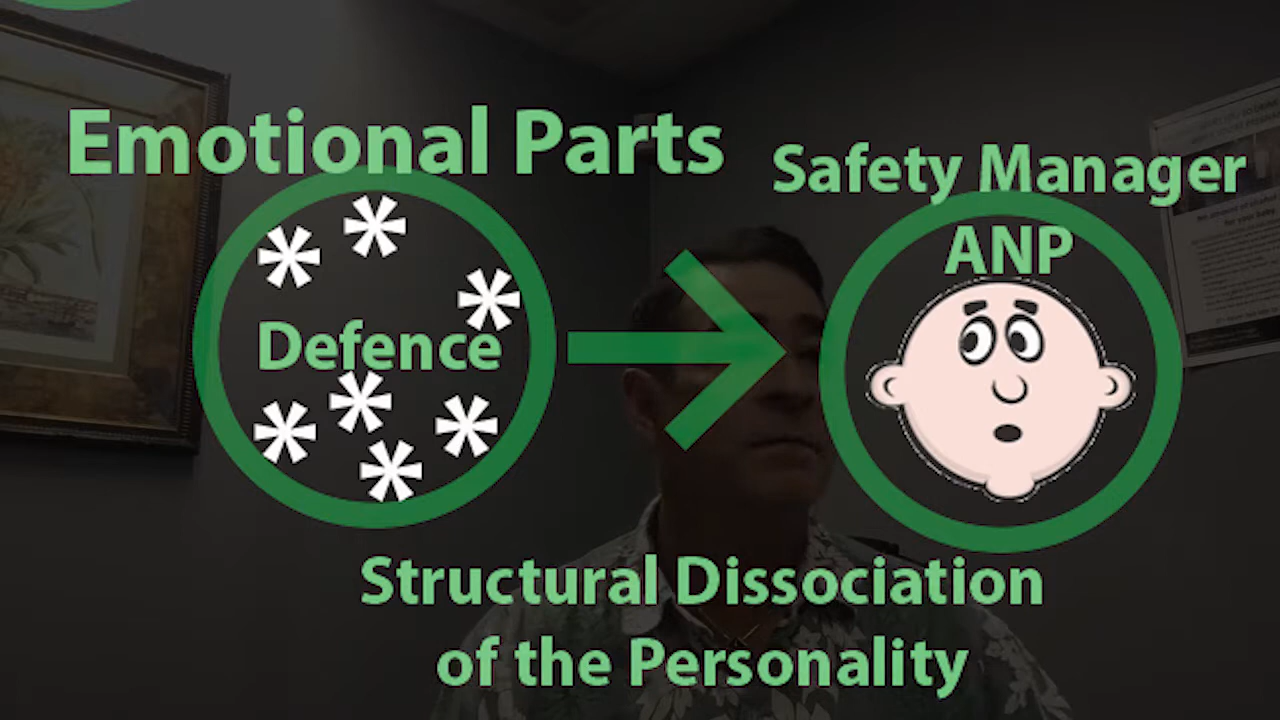 Emotional Parts
Safety Manager
ANP
Defence
Structural Dissociation
of the Personality